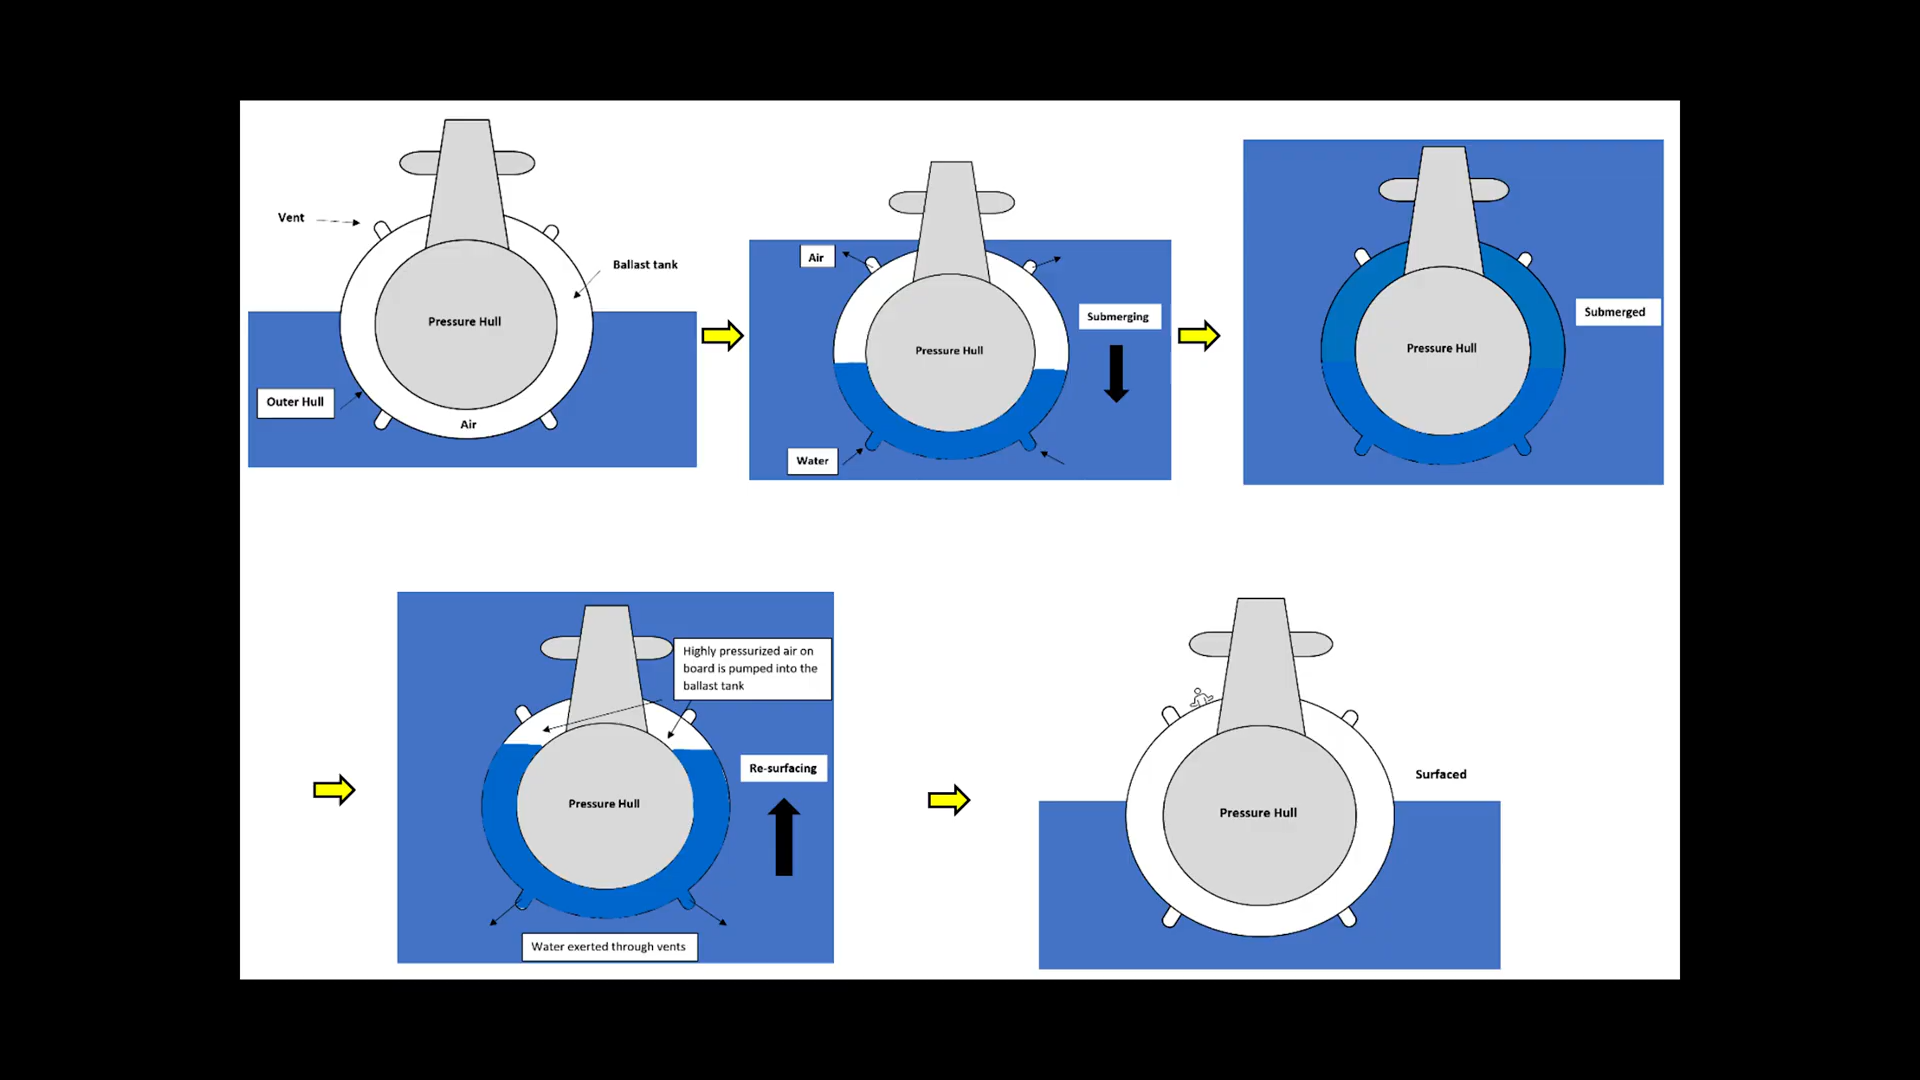 Vent
Ballast tank
Pressure Hull
Outer Hull
Air
Air
Submerging
Pressure Hull
Water
Submerged
Pressure Hull
Highly pressurized air on
board is pumped into the
ballast tank
Re-surfacing
Pressure Hull
Water exerted through vents
Surfaced
Pressure Hull